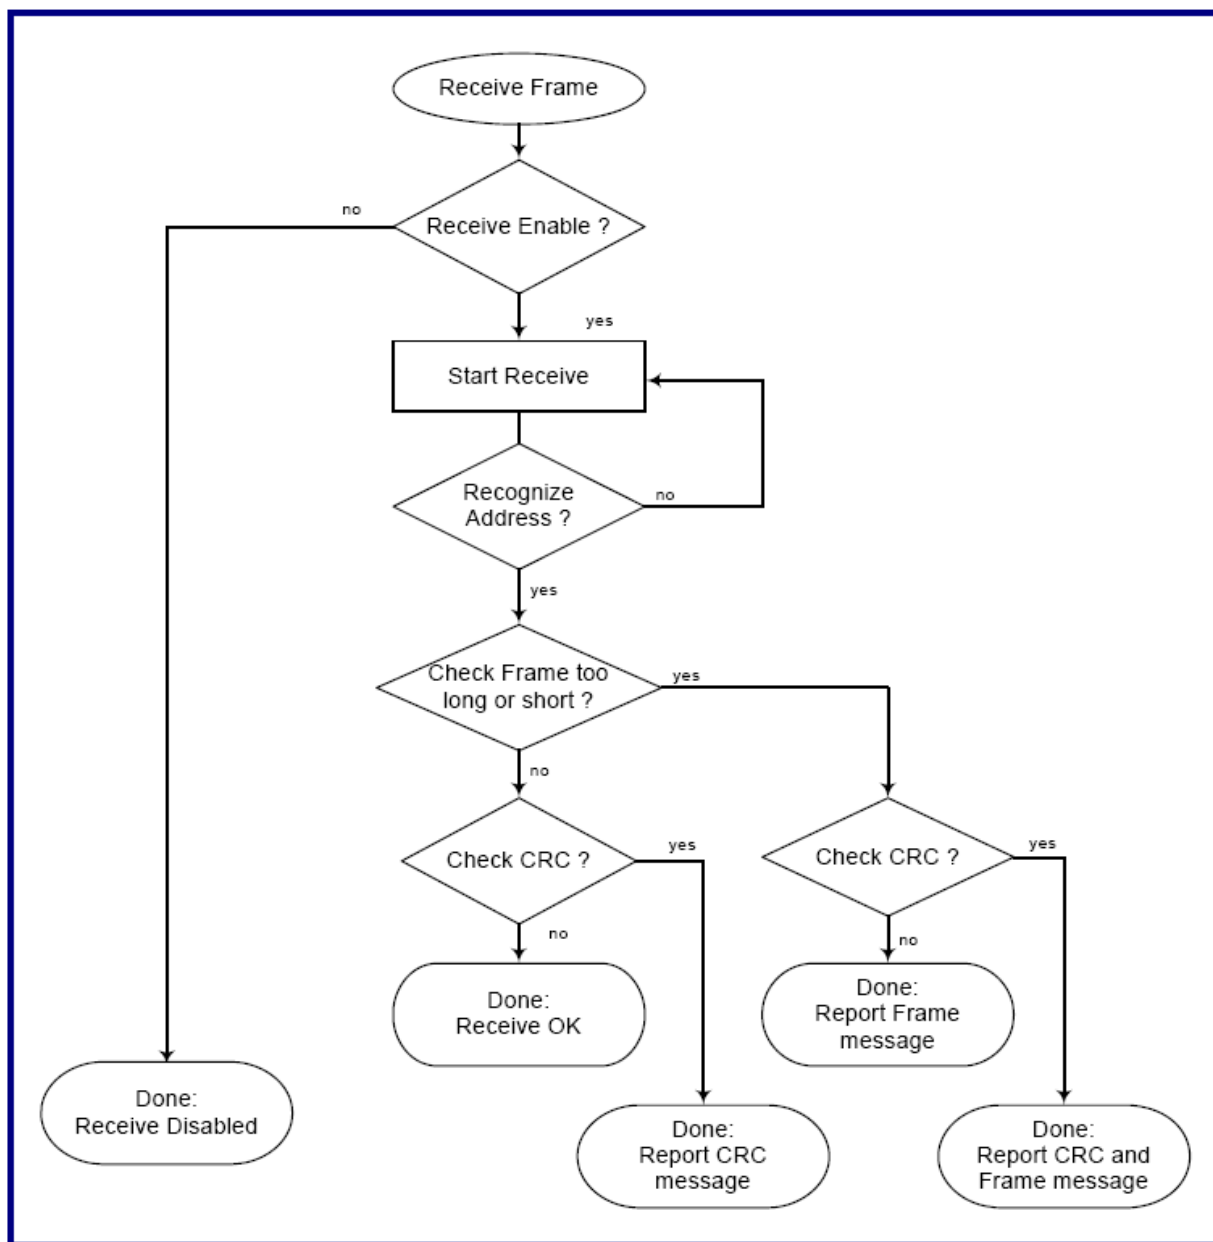 Receive Frame
no
Receive Enable ?
yes
Start Receive
Recognize
Address ?
no
yes
Check Frame too
long or short ?
yes
no
Check CRC ?
yes
Check CRC ?
yes
no
no
Done:
Receive OK
Done:
Report Frame
message
Done:
Receive Disabled
Done:
Report CRC
message
Done:
Report CRC and
Frame message